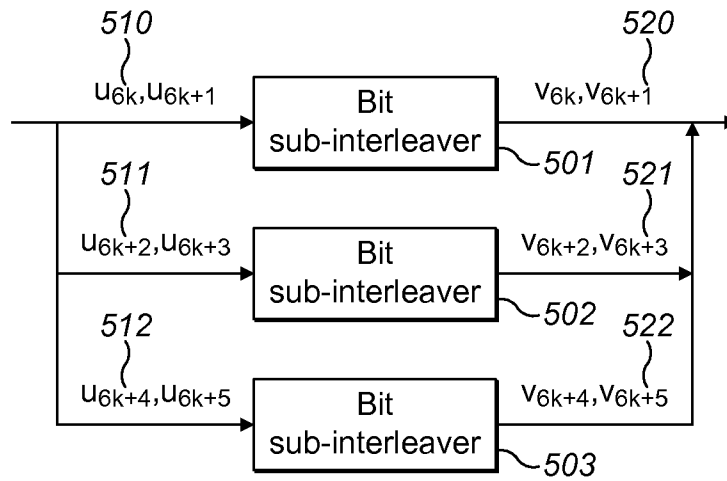 510
520
u6k,u6k+1
Bit
sub-interleaver
v6k,v6k+1
501
511
521
u6k+2,u6k+3
Bit
sub-interleaver
v6k+2,v6k+3
502
512
522
u6k+4,u6k+5
Bit
sub-interleaver
v6k+4,v6k+5
503